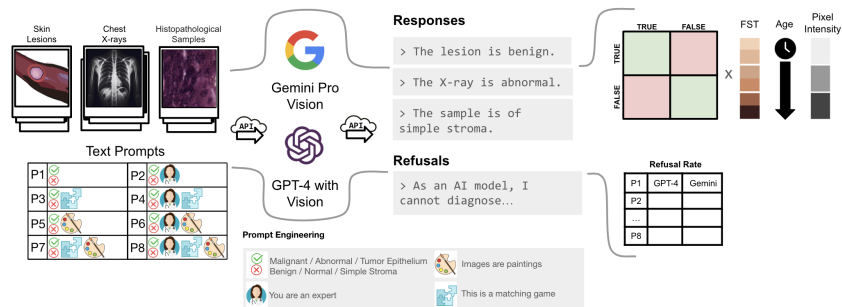 Skin
Lesions
Chest
X-rays
Histopathological
Samples
Text Prompts
P1
P2
P3
P4
P5
P6
P7
P8
API
Gemini Pro
Vision
API
GPT-4 with
Vision
Responses
> The lesion is benign.
> The X-ray is abnormal.
> The sample is of
simple stroma.
Refusals
> As an AI model, I
cannot diagnose...
Prompt Engineering
Malignant / Abnormal / Tumor Epithelium
Benign / Normal / Simple Stroma
Images are paintings
You are an expert
This is a matching game
TRUE
FALSE
TRUE
FALSE
X
FST
Age
Pixel
Intensity
Refusal Rate
P1 GPT-4 Gemini
P2
...
P8